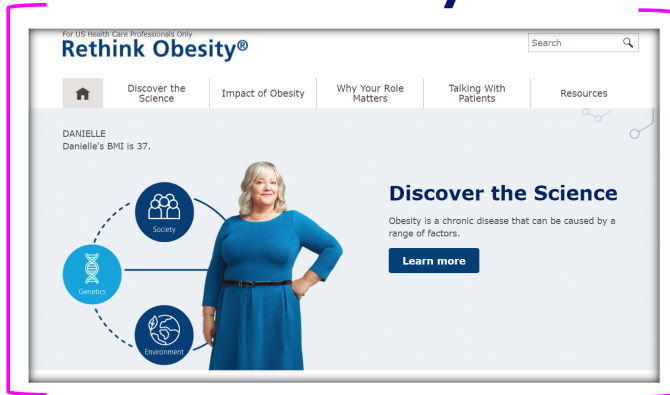 For US Health Care Professionals Only
Rethink Obesity®
Search
Discover the
Science
Impact of Obesity
Why Your Role
Matters
Talking With
Patients
Resources
DANIELLE
Danielle's BMI is 37.
Society
Genetics
Environment
Discover the Science
Obesity is a chronic disease that can be caused by a
range of factors.
Learn more